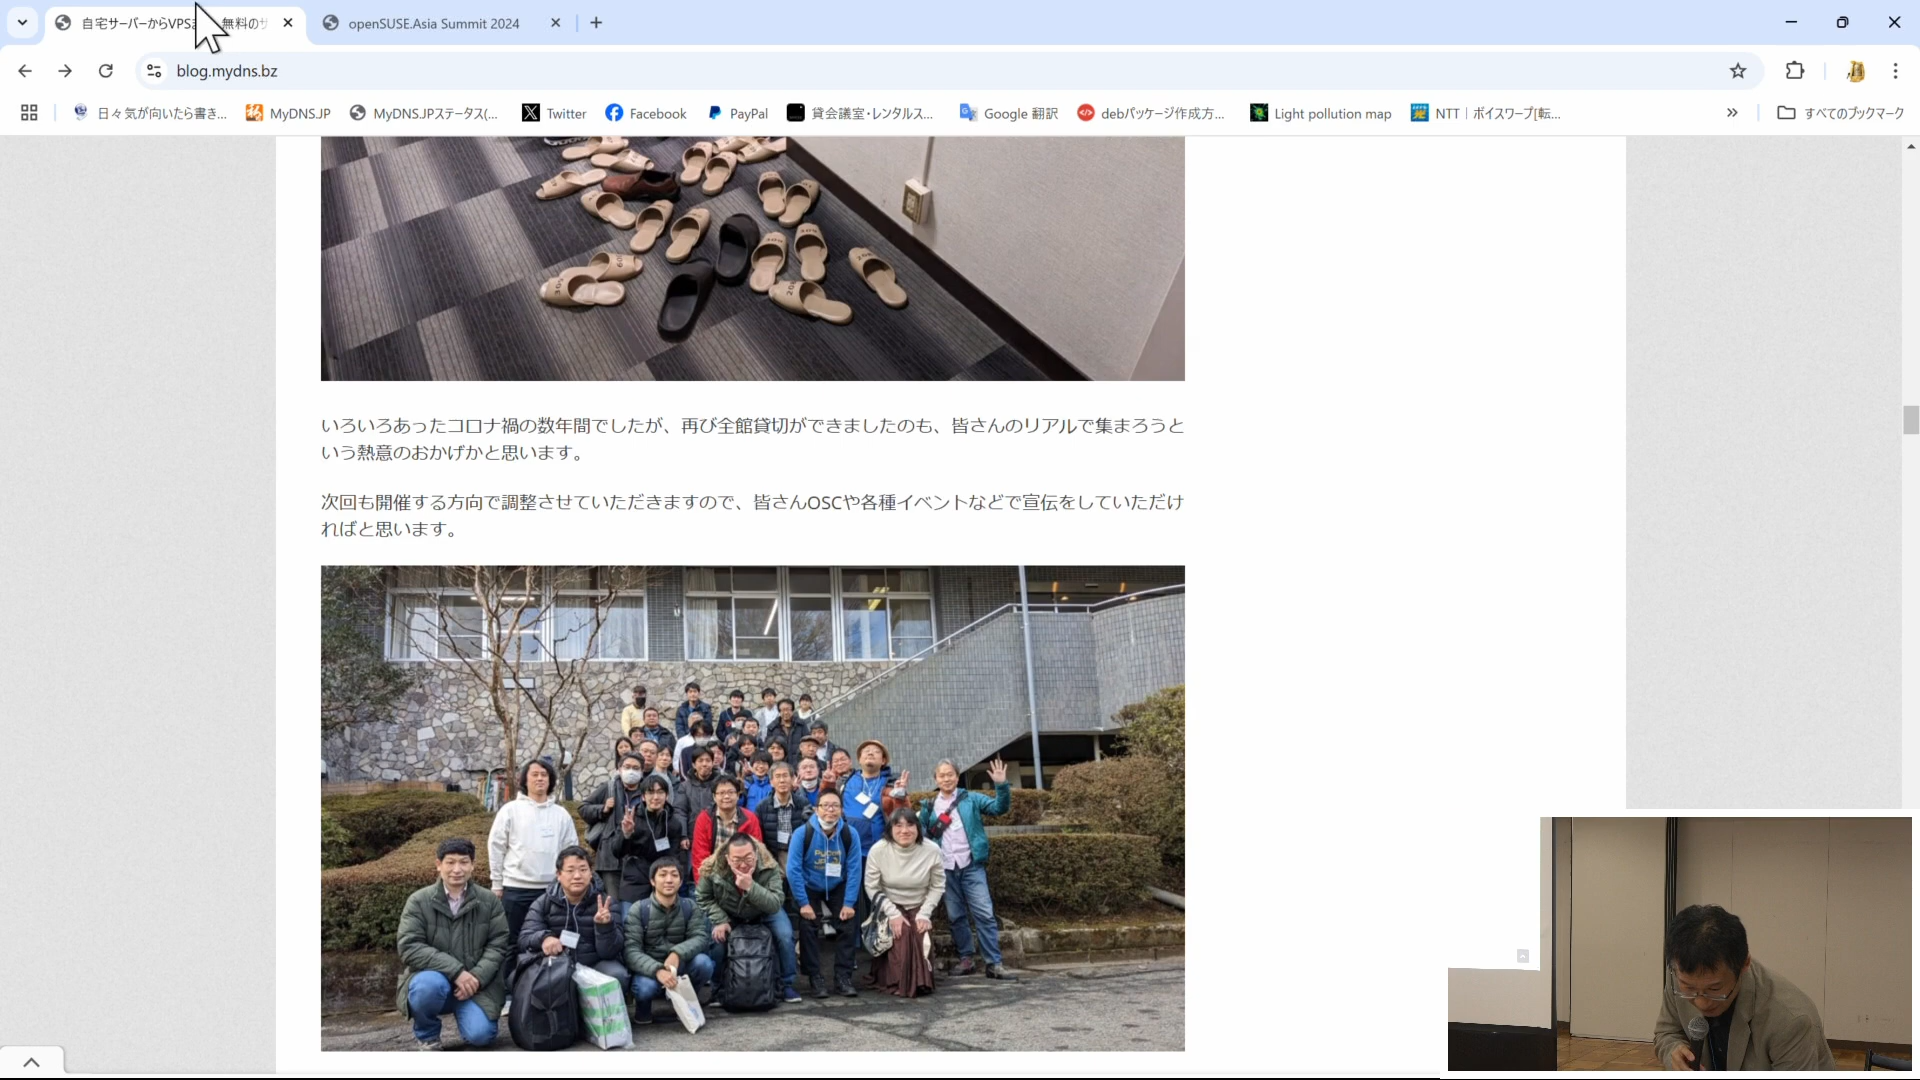 自宅サーバーからVPSま 無料のサ
openSUSE.Asia Summit 2024
blog.mydns.bz
日々気が向いたら書き...
MyDNS.JP
MyDNS.JPステータス(...
Twitter
Facebook
PayPal
貸会議室・レンタルス...
Google 翻訳
debパッケージ作成方...
Light pollution map
NTT｜ボイスワープ[転...
»
すべてのブックマーク
いろいろあったコロナ禍の数年間でしたが、再び全館貸切ができましたのも、皆さんのリアルで集まろうと
いう熱意のおかげかと思います。
次回も開催する方向で調整させていただきますので、皆さんOSCや各種イベントなどで宣伝をしていただけ
ればと思います。